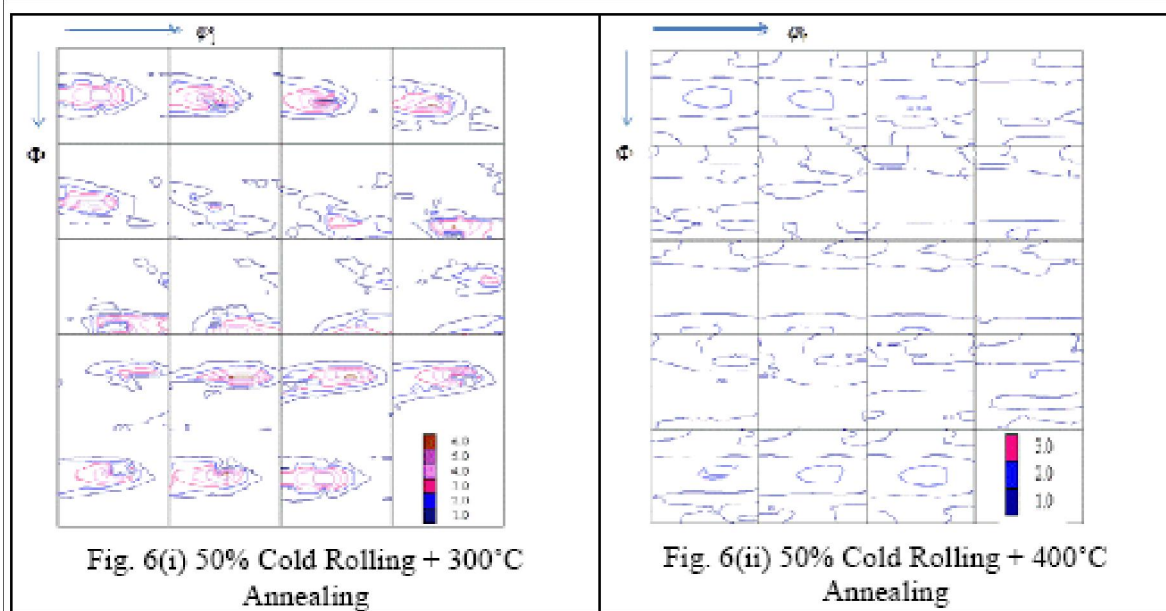 φ₁
Φ
6.0
5.0
4.0
3.0
2.0
1.0
Fig. 6(i) 50% Cold Rolling + 300°C
Annealing
Φ
3.0
2.0
1.0
Fig. 6(ii) 50% Cold Rolling + 400°C
Annealing